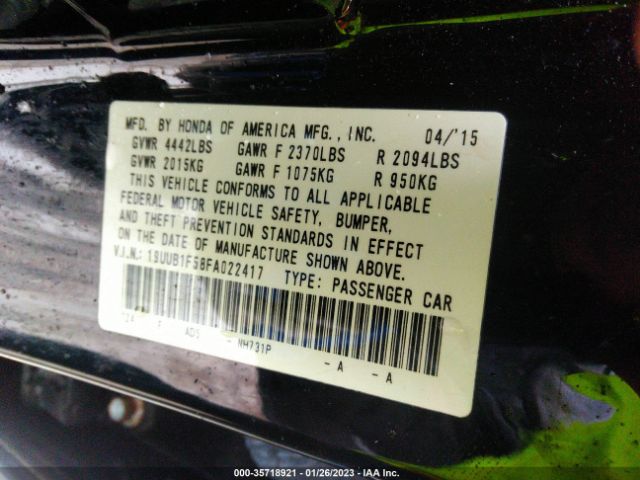 MFD. BY HONDA OF AMERICA MFG., INC. 04/'15
GVWR 4442LBS GAWR F 2370LBS R 2094LBS
GVWR 2015KG GAWR F 1075KG R 950KG
THIS VEHICLE CONFORMS TO ALL APPLICABLE
FEDERAL MOTOR VEHICLE SAFETY, BUMPER,
AND THEFT PREVENTION STANDARDS IN EFFECT
ON THE DATE OF MANUFACTURE SHOWN ABOVE.
V.I.N.: 19UUB1F58FA022417 TYPE: PASSENGER CAR
F AD5 - NH731P -A -A
000-35718921 | 01/26/2023 - IAA Inc.